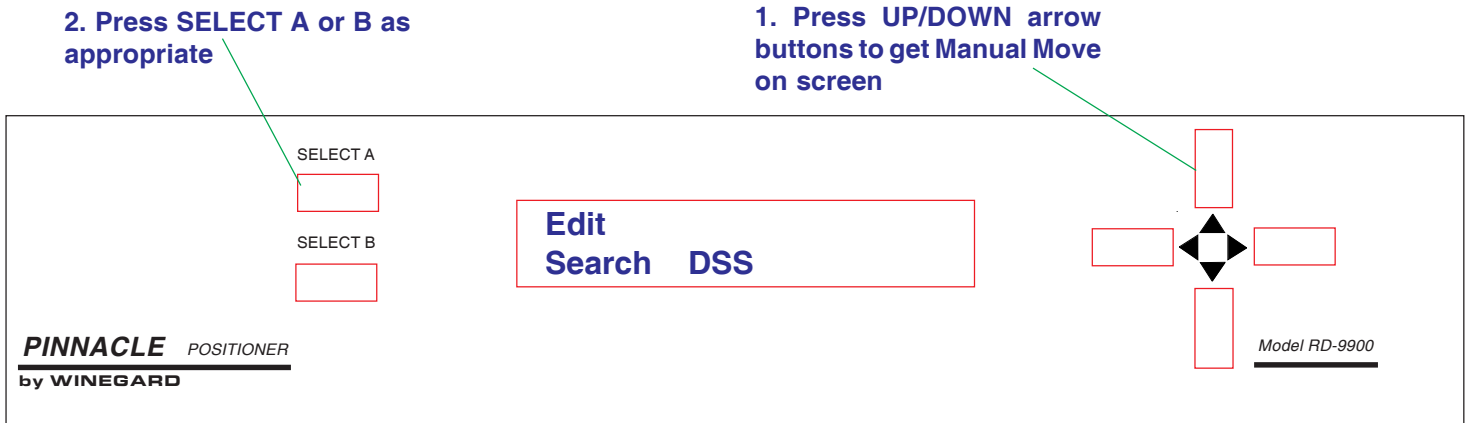 2. Press SELECT A or B as
appropriate
1. Press UP/DOWN arrow
buttons to get Manual Move
on screen
SELECT A
SELECT B
Edit
Search DSS
PINNACLE POSITIONER
by WINEGARD
Model RD-9900